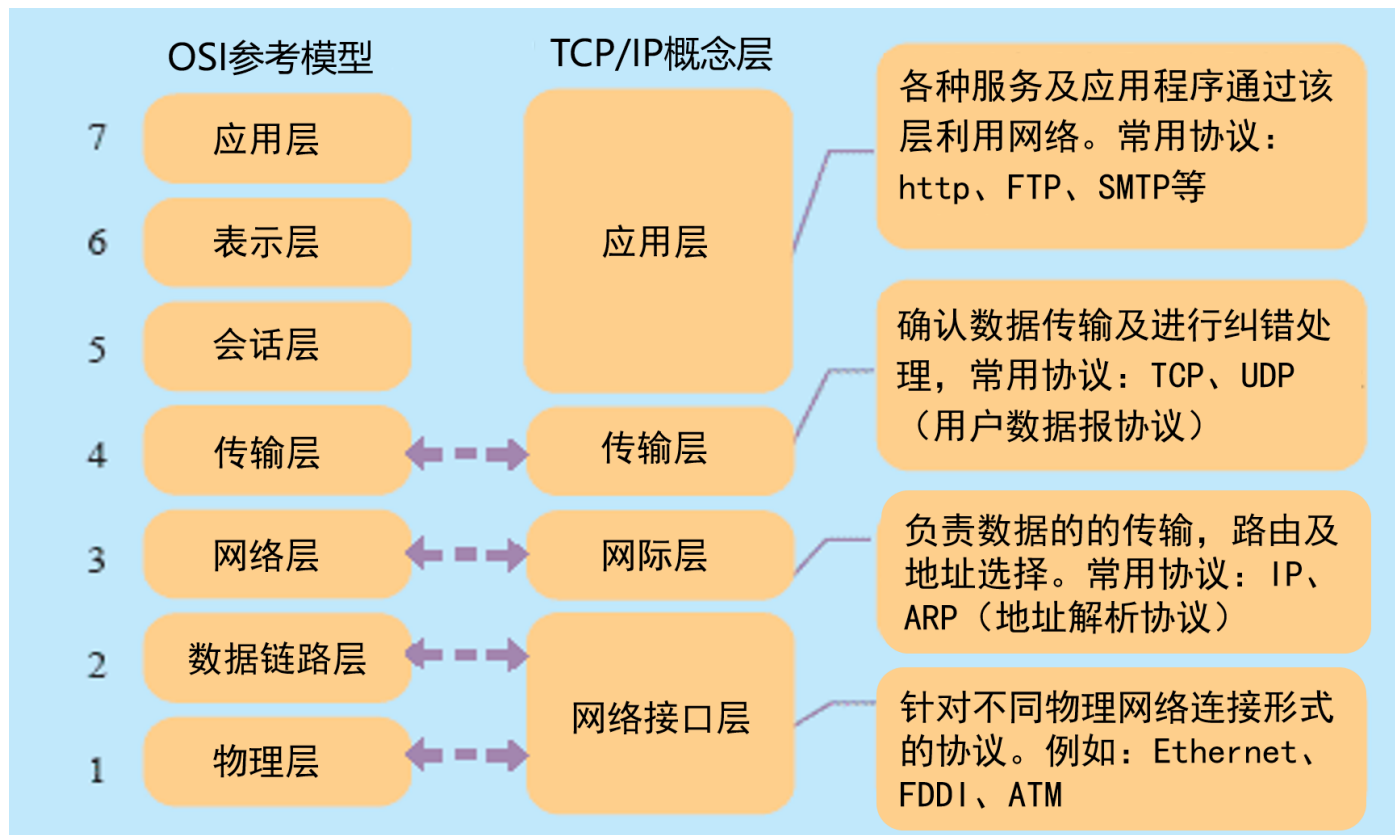 OSI参考模型
TCP/IP概念层
7
应用层
6
表示层
5
会话层
4
传输层
3
网络层
2
数据链路层
1
物理层
应用层
传输层
网际层
网络接口层
各种服务及应用程序通过该
层利用网络。常用协议：
http、FTP、SMTP等
确认数据传输及进行纠错处
理，常用协议：TCP、UDP
（用户数据报协议）
负责数据的的传输，路由及
地址选择。常用协议：IP、
ARP（地址解析协议）
针对不同物理网络连接形式
的协议。例如：Ethernet、
FDDI、ATM